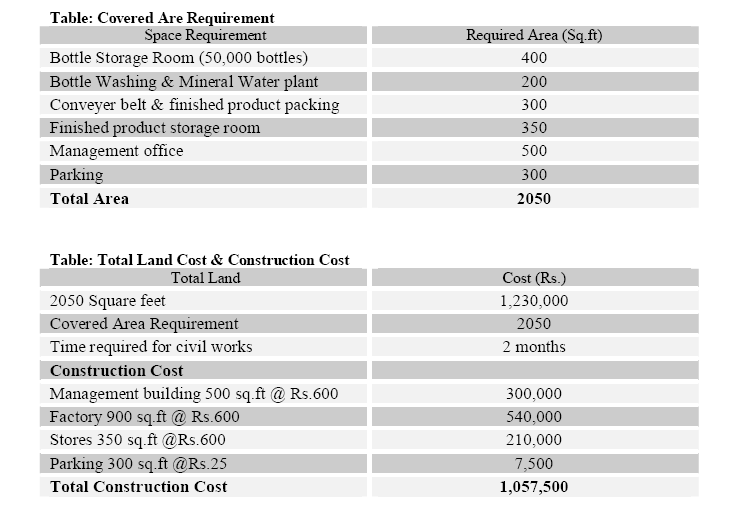 Table: Covered Are Requirement
Space Requirement Required Area (Sq.ft)
Bottle Storage Room (50,000 bottles) 400
Bottle Washing & Mineral Water plant 200
Conveyer belt & finished product packing 300
Finished product storage room 350
Management office 500
Parking 300
Total Area 2050
Table: Total Land Cost & Construction Cost
Total Land Cost (Rs.)
2050 Square feet 1,230,000
Covered Area Requirement 2050
Time required for civil works 2 months
Construction Cost
Management building 500 sq.ft @ Rs.600 300,000
Factory 900 sq.ft @ Rs.600 540,000
Stores 350 sq.ft @Rs.600 210,000
Parking 300 sq.ft @Rs.25 7,500
Total Construction Cost 1,057,500